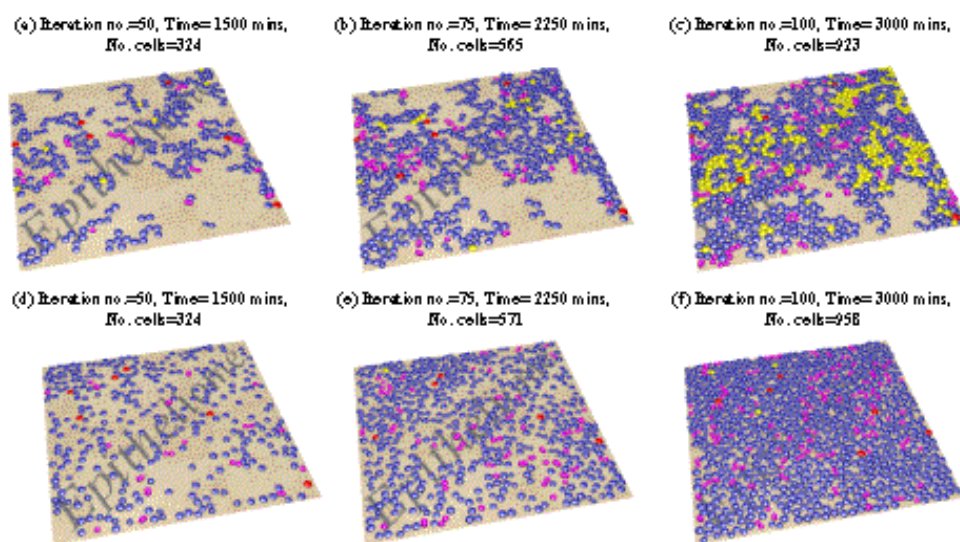 (a) Iteration no.=50, Time=1500 mins,
No. cells=324
(b) Iteration no.=75, Time=2250 mins,
No. cells=565
(c) Iteration no.=100, Time=3000 mins,
No. cells=923
(d) Iteration no.=50, Time=1500 mins,
No. cells=324
(e) Iteration no.=75, Time=2250 mins,
No. cells=571
(f) Iteration no.=100, Time=3000 mins,
No. cells=958